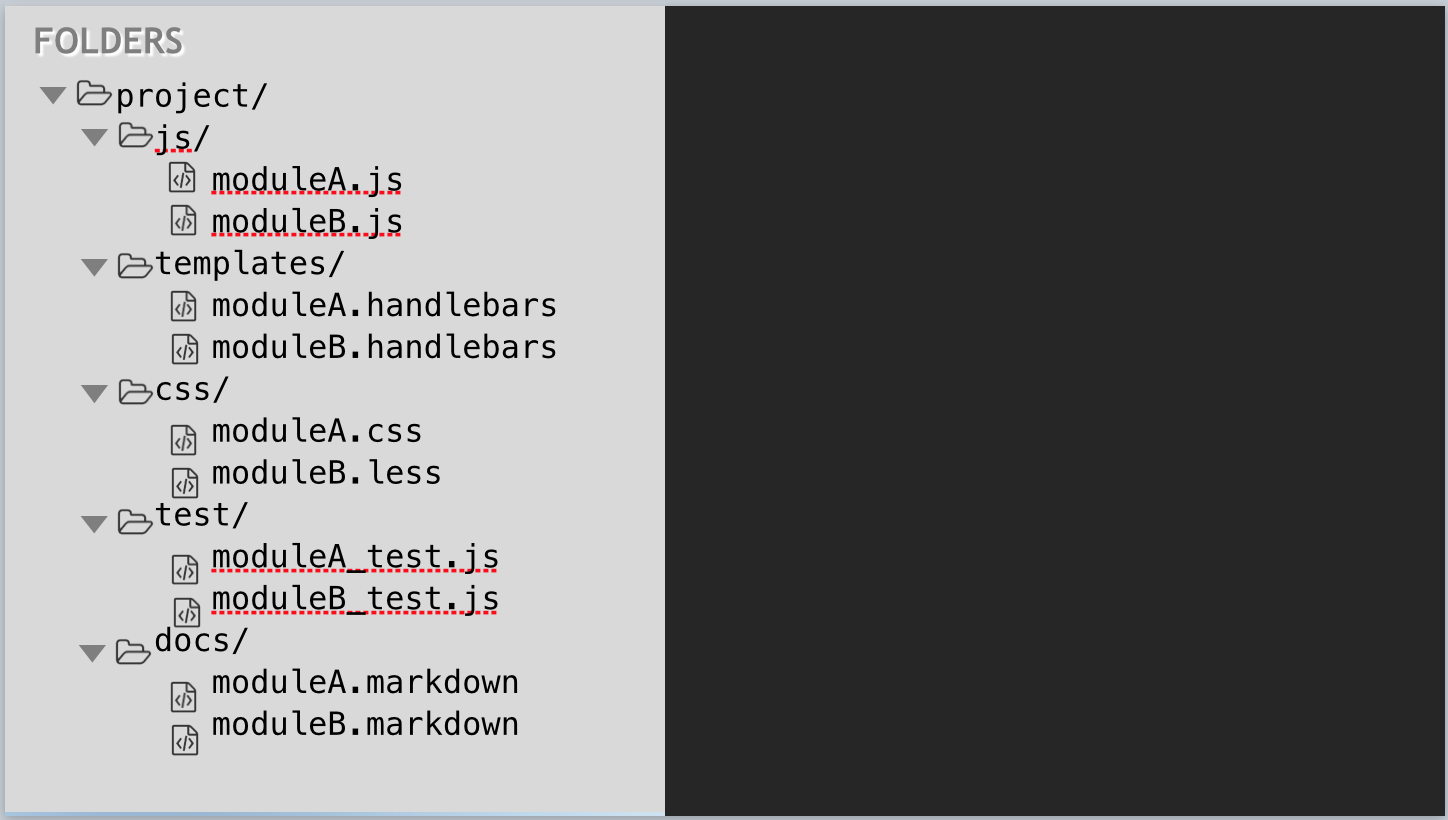 FOLDERS
project/
js/
moduleA.js
moduleB.js
templates/
moduleA.handlebars
moduleB.handlebars
css/
moduleA.css
moduleB.less
test/
moduleA_test.js
moduleB_test.js
docs/
moduleA.markdown
moduleB.markdown